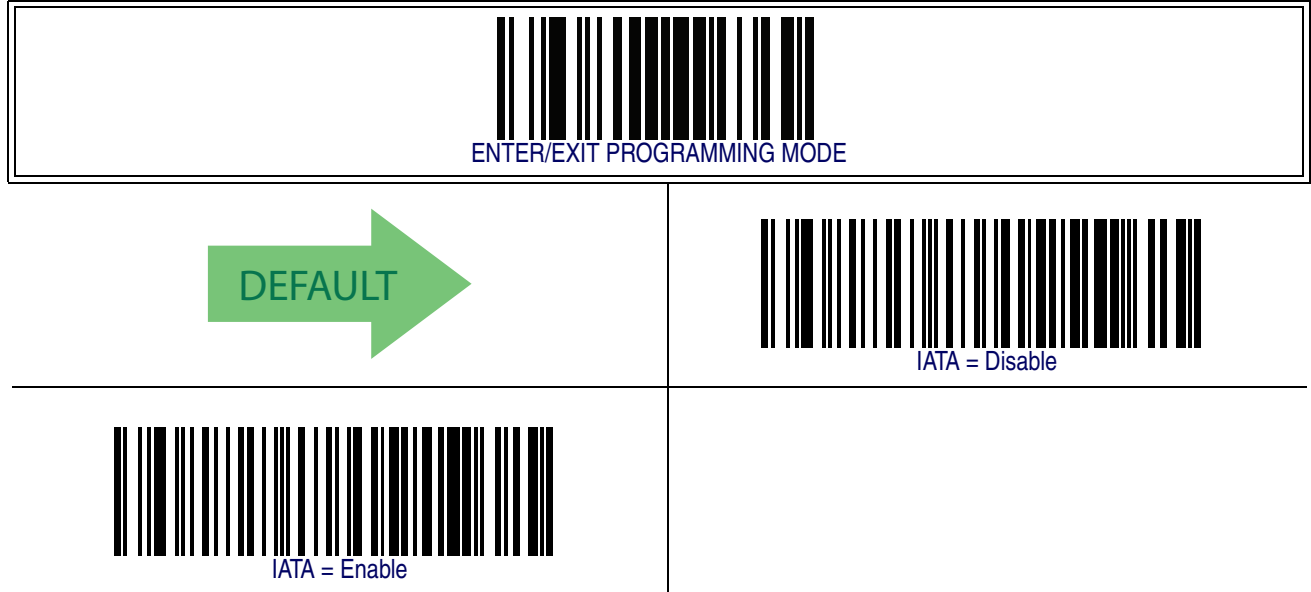 ENTER/EXIT PROGRAMMING MODE
DEFAULT
IATA = Disable
IATA = Enable